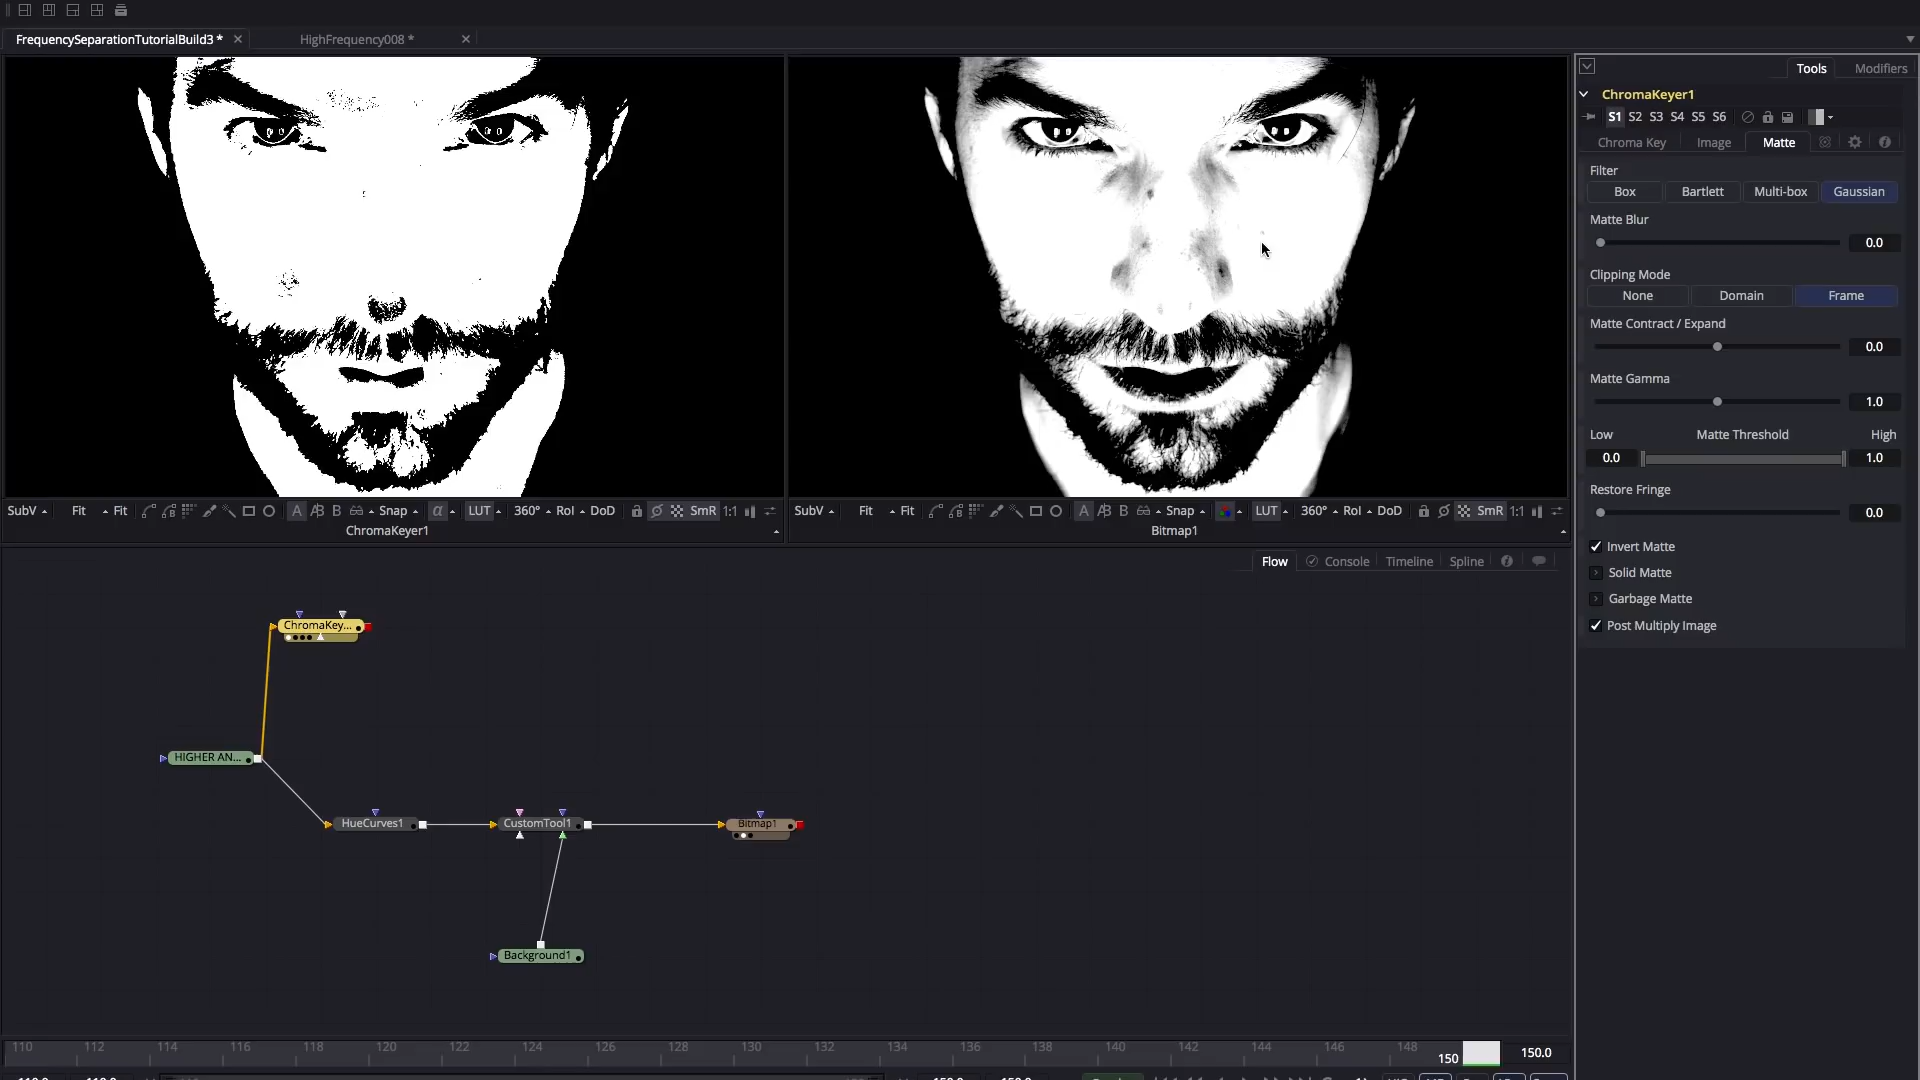 FrequencySeparationTutorialBuild3 *
HighFrequency008 *
Tools Modifiers
ChromaKeyer1
S1 S2 S3 S4 S5 S6
Chroma Key Image Matte
Filter
Box Bartlett Multi-box Gaussian
Matte Blur
0.0
Clipping Mode
None Domain Frame
Matte Contract / Expand
0.0
Matte Gamma
1.0
Low Matte Threshold High
0.0 1.0
Restore Fringe
0.0
Invert Matte
Solid Matte
Garbage Matte
Post Multiply Image
SubV Fit Fit A B Snap α LUT 360° RoI DoD SmR 1:1
ChromaKeyer1
SubV Fit Fit A B Snap LUT 360° RoI DoD SmR 1:1
Bitmap1
Flow Console Timeline Spline
ChromaKey...
HIGHER AN...
HueCurves1
CustomTool1
Bitmap1
Background1
110 112 114 116 118 120 122 124 126 128 130 132 134 136 138 140 142 144 146 148 150 150.0